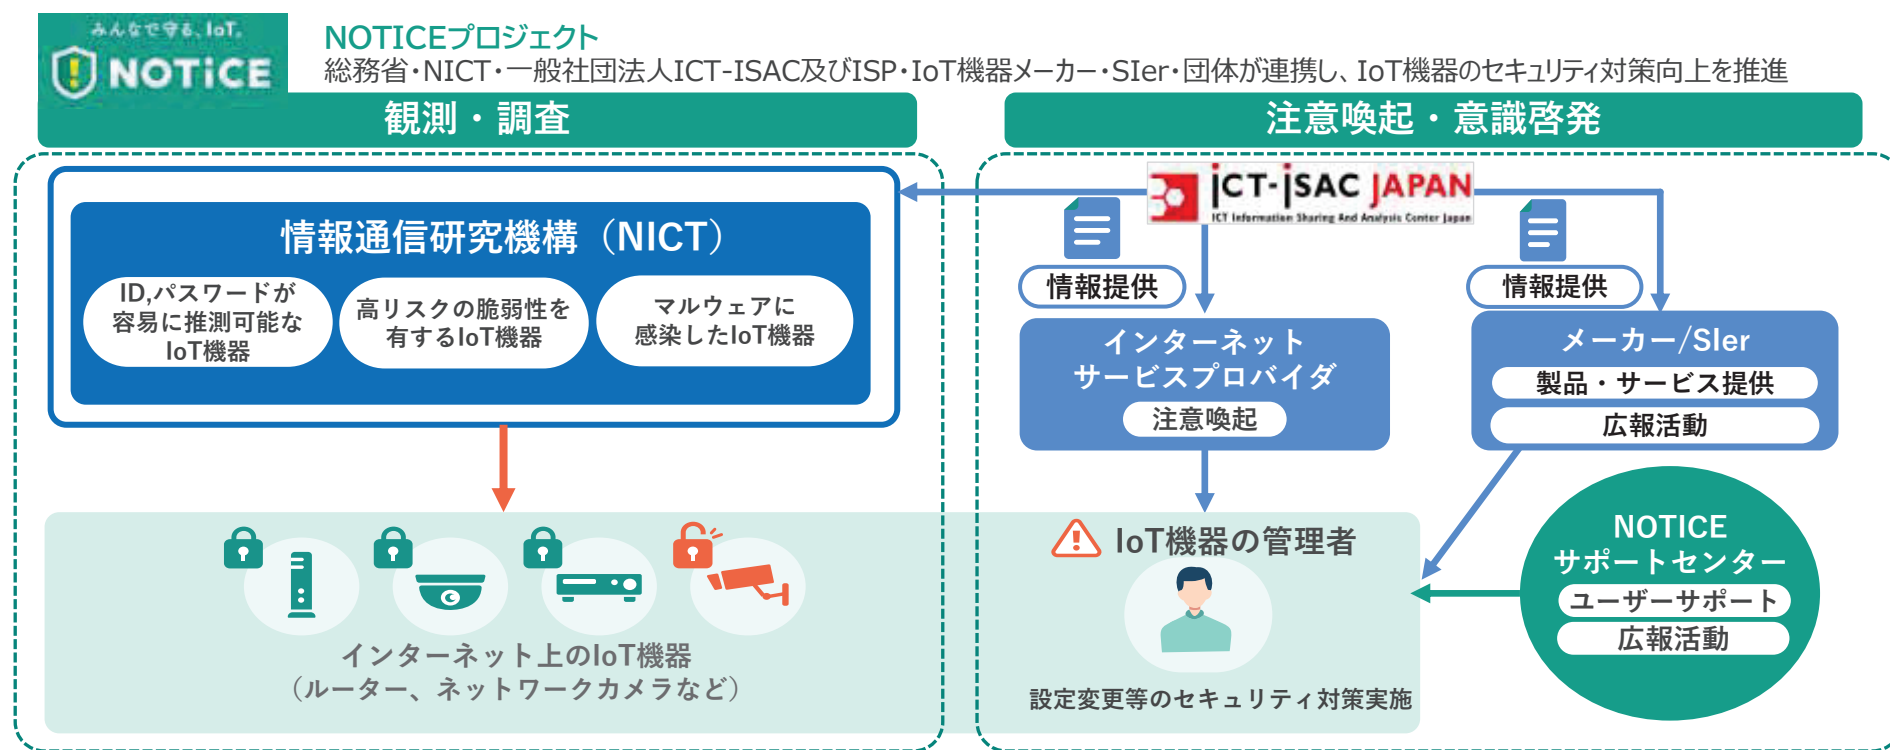 みんなで守る、IoT。
NOTICE
NOTICEプロジェクト
総務省・NICT・一般社団法人ICT-ISAC及びISP・IoT機器メーカー・SIer・団体が連携し、IoT機器のセキュリティ対策向上を推進
観測・調査
情報通信研究機構（NICT）
ID,パスワードが
容易に推測可能な
IoT機器
高リスクの脆弱性を
有するIoT機器
マルウェアに
感染したIoT機器
インターネット上のIoT機器
（ルーター、ネットワークカメラなど）
注意喚起・意識啓発
ICT-ISAC JAPAN
ICT Information Sharing And Analysis Center Japan
情報提供
情報提供
インターネット
サービスプロバイダ
注意喚起
メーカー/SIer
製品・サービス提供
広報活動
IoT機器の管理者
設定変更等のセキュリティ対策実施
NOTICE
サポートセンター
ユーザーサポート
広報活動